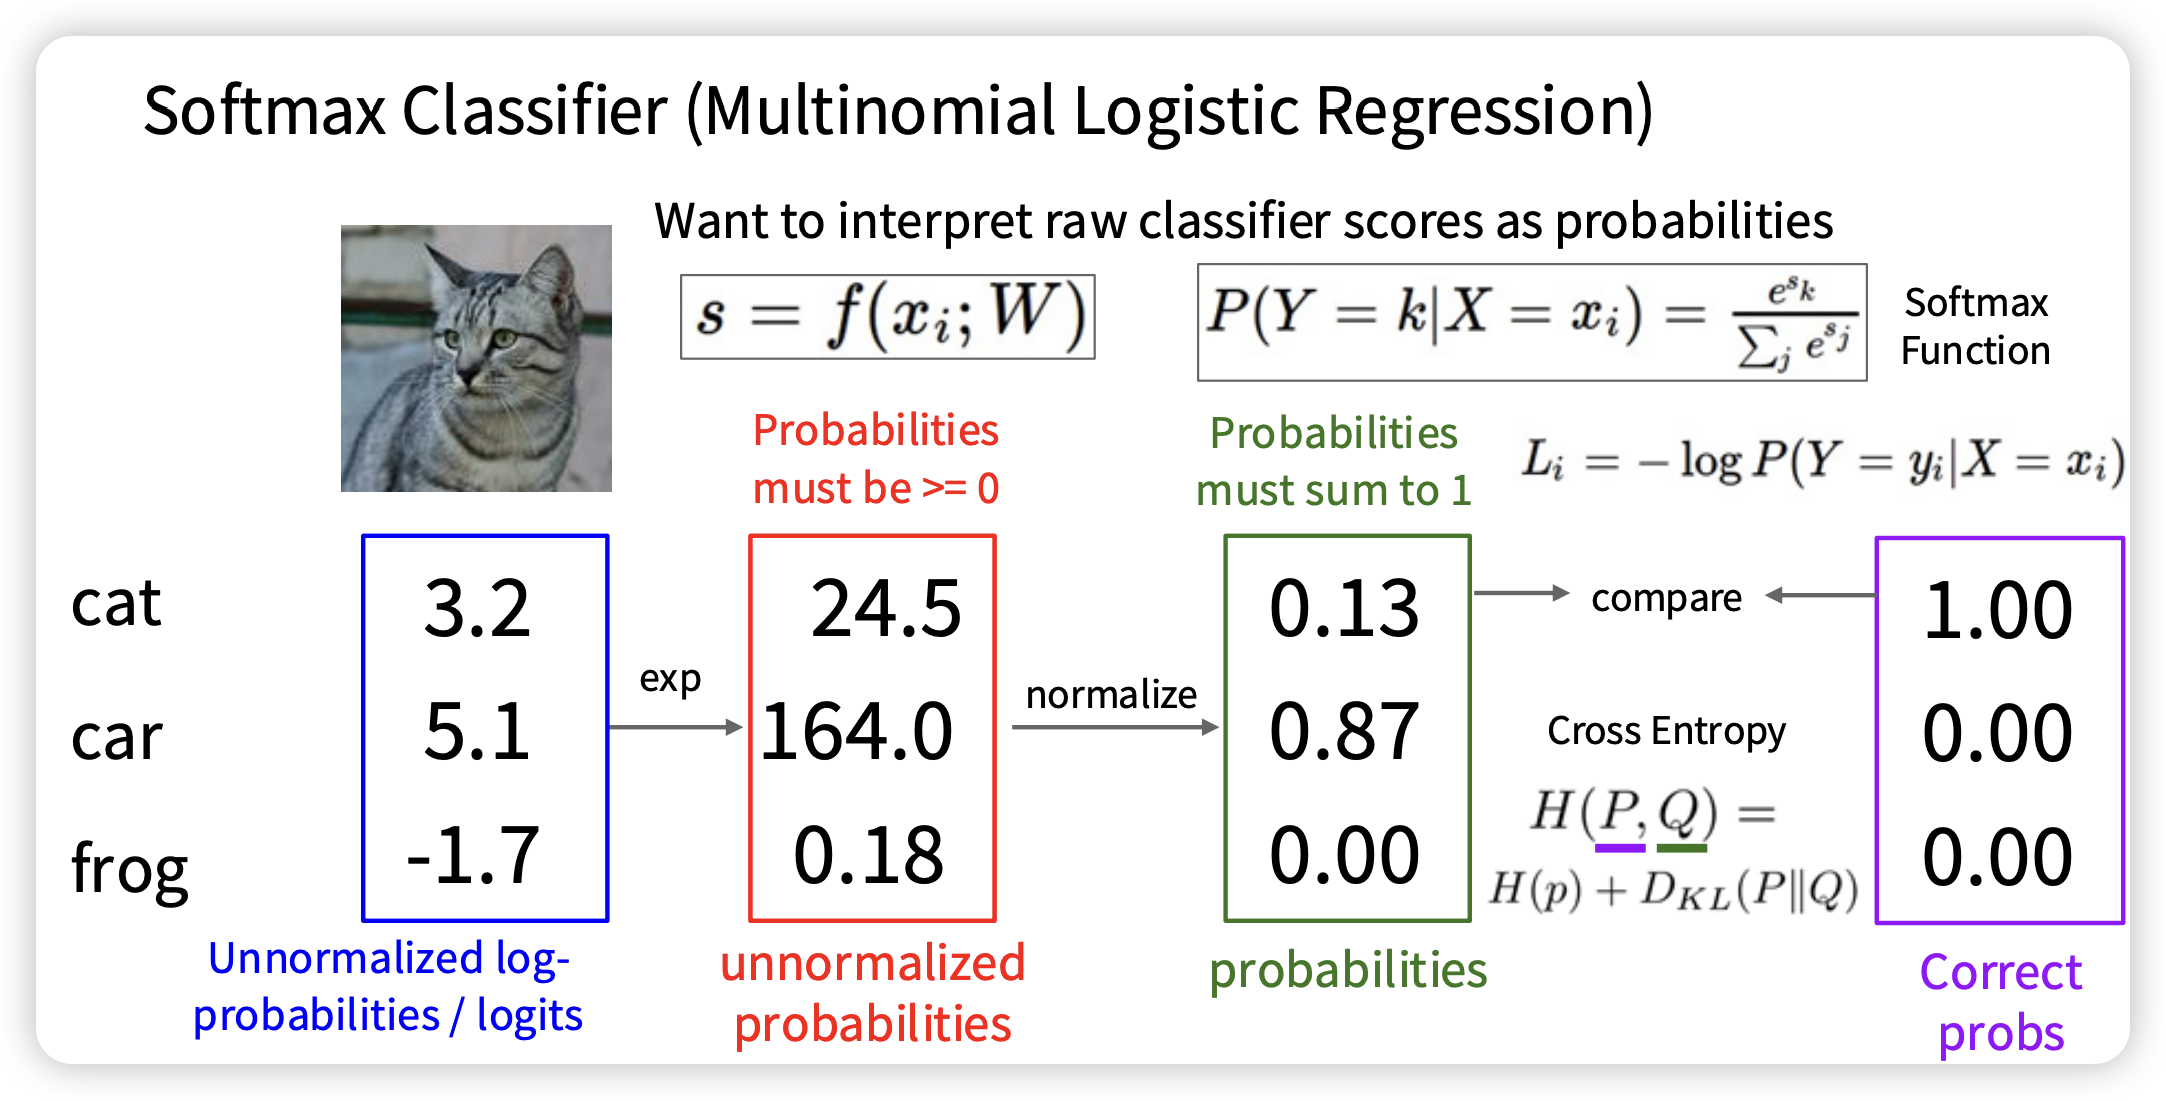 Softmax Classifier (Multinomial Logistic Regression)
Want to interpret raw classifier scores as probabilities
s = f(x_i; W)
P(Y = k|X = x_i) = e^{s_k} / ∑_j e^{s_j}
Softmax
Function
Probabilities
must be >= 0
Probabilities
must sum to 1
L_i = − log P(Y = y_i|X = x_i)
cat
3.2
24.5
0.13
compare
1.00
exp
normalize
car
5.1
164.0
0.87
Cross Entropy
0.00
H(P, Q) =
frog
-1.7
0.18
0.00
H(p) + D_{KL}(P‖Q)
0.00
Unnormalized log-
probabilities / logits
unnormalized
probabilities
probabilities
Correct
probs